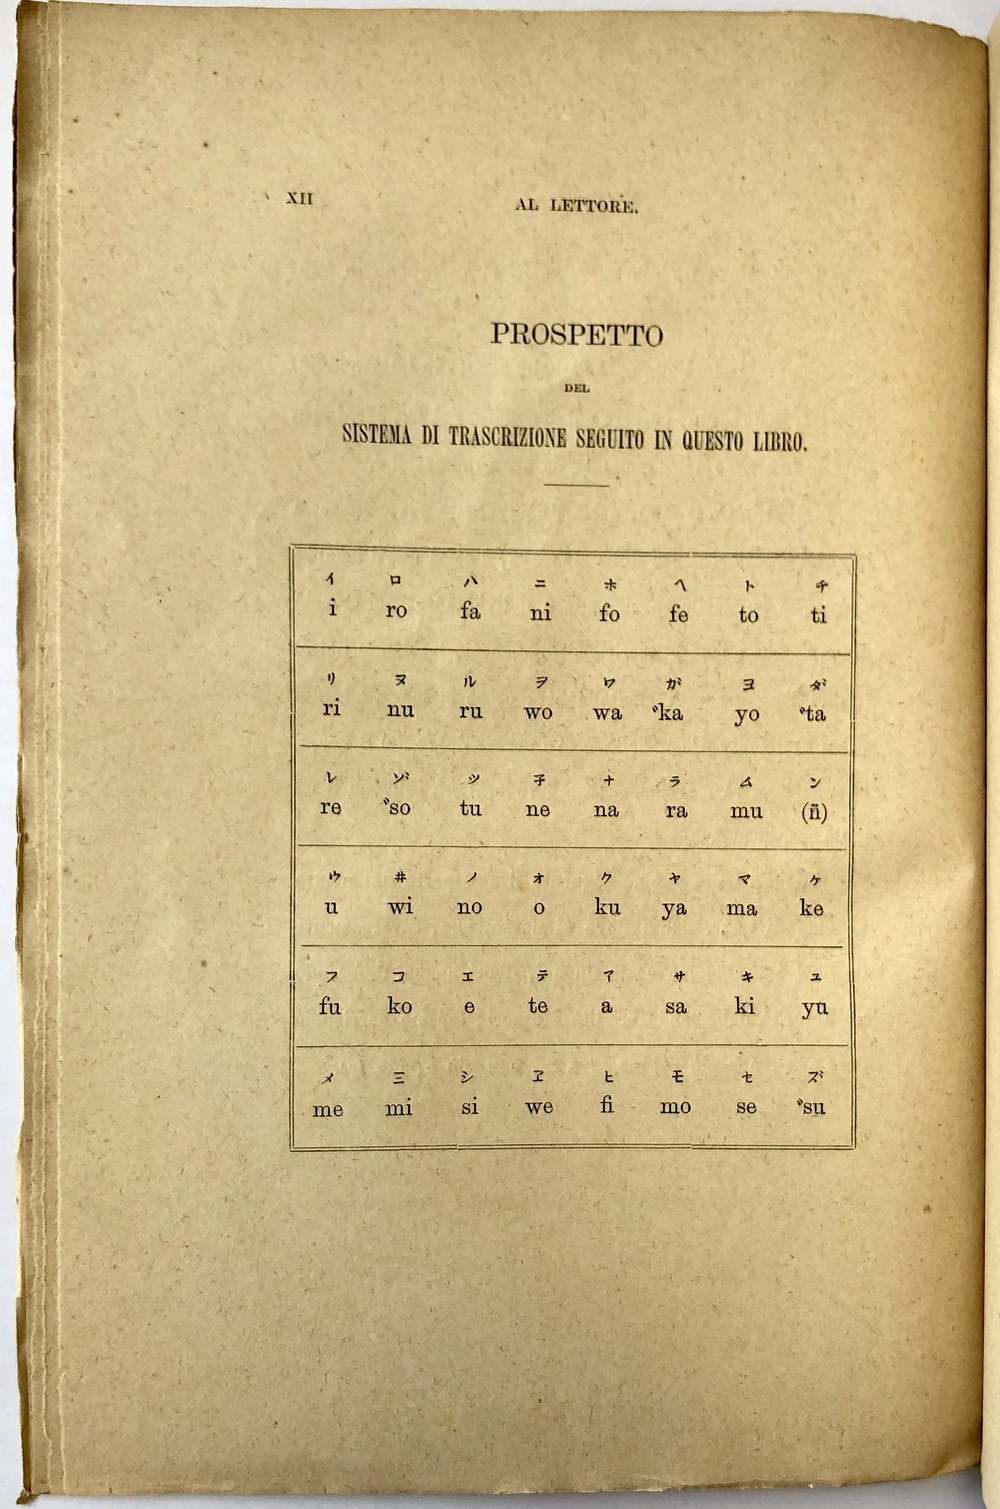 XII AL LETTORE.
PROSPETTO
DEL
SISTEMA DI TRASCRIZIONE SEGUITO IN QUESTO LIBRO.
イ ロ ハ ニ ホ ヘ ト チ
i ro fa ni fo fe to ti
リ ヌ ル ヲ ワ ガ ヨ ダ
ri nu ru wo wa 〃ka yo 〃ta
レ ゾ ツ 子 ナ ラ ム ン
re 〃so tu ne na ra mu (ñ)
ウ 井 ノ オ ク ヤ マ ケ
u wi no o ku ya ma ke
フ コ エ テ ア サ キ ユ
fu ko e te a sa ki yu
メ ミ シ ヱ ヒ モ セ ズ
me mi si we fi mo se 〃su